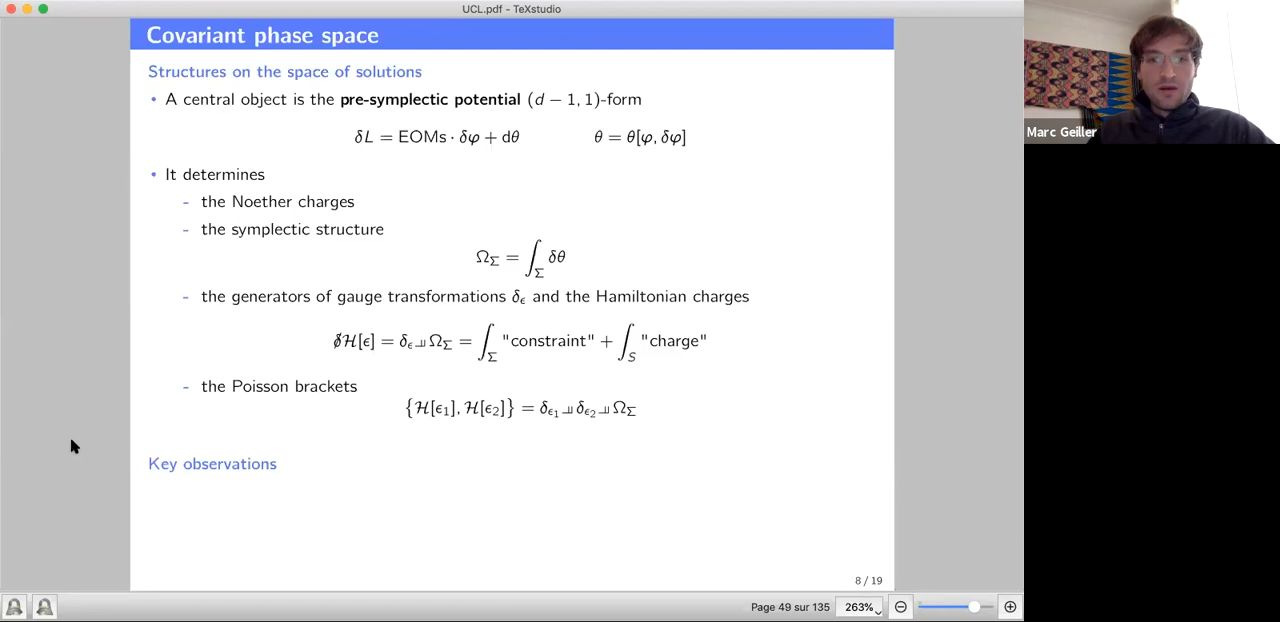 UCL.pdf - TeXstudio
Covariant phase space
Structures on the space of solutions
• A central object is the pre-symplectic potential (d − 1, 1)-form
δL = EOMs · δφ + dθ θ = θ[φ, δφ]
• It determines
- the Noether charges
- the symplectic structure
Ω_Σ = ∫_Σ δθ
- the generators of gauge transformations δ_ϵ and the Hamiltonian charges
δ̸H[ϵ] = δ_ϵ ⌟ Ω_Σ = ∫_Σ "constraint" + ∫_S "charge"
- the Poisson brackets
{H[ϵ₁], H[ϵ₂]} = δ_ϵ₁ ⌟ δ_ϵ₂ ⌟ Ω_Σ
Key observations
8 / 19
Page 49 sur 135 263%
Marc Geiller